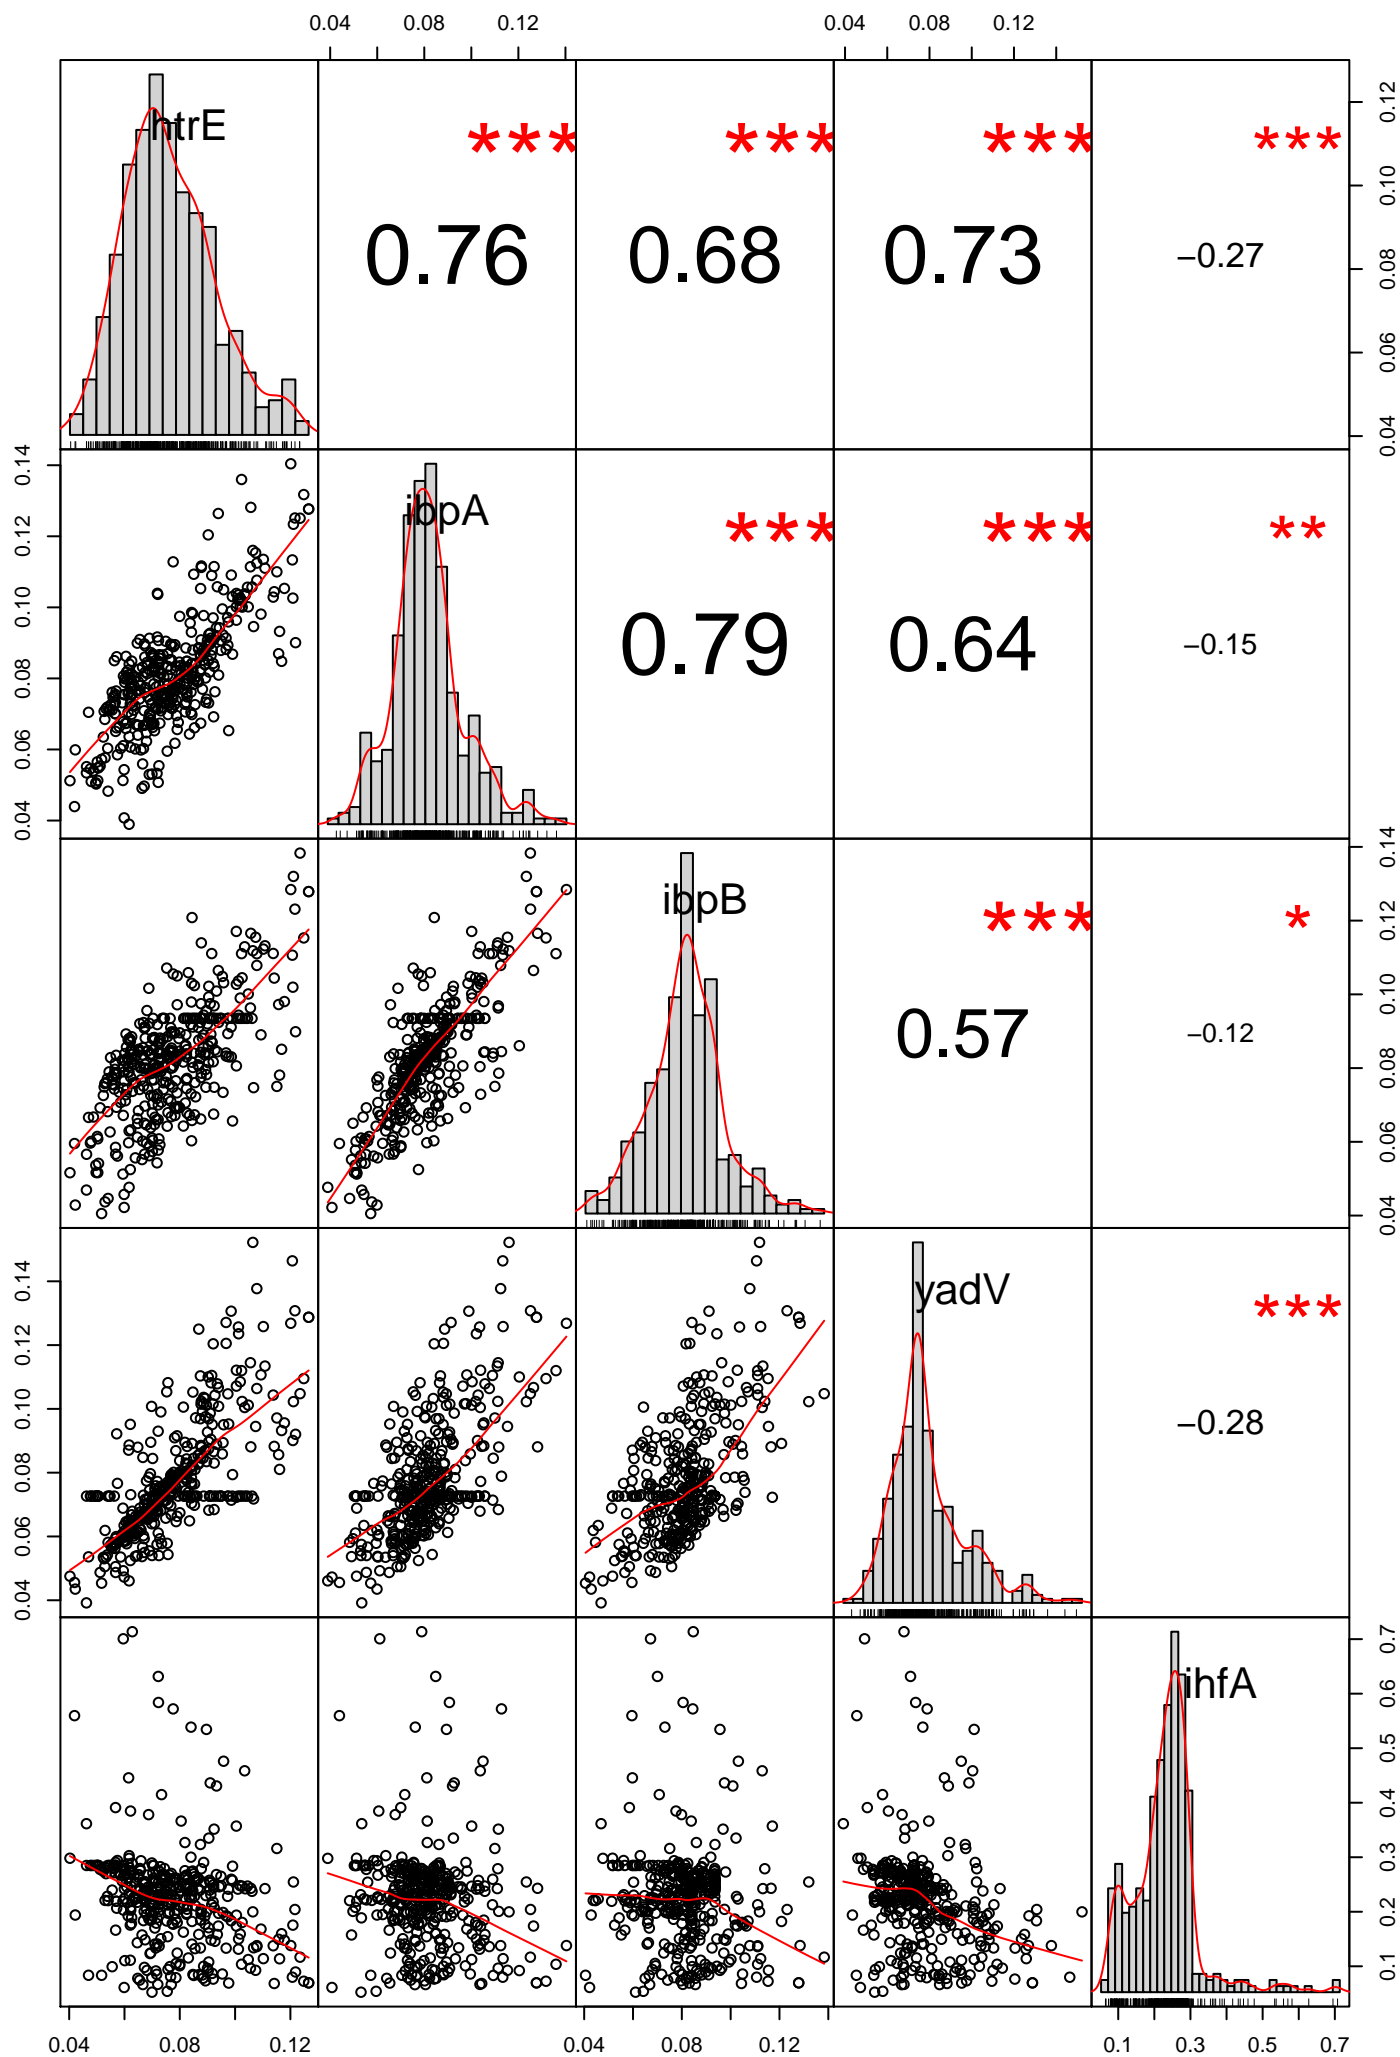 0.04 0.08 0.12 0.04 0.08 0.12
htrE *** *** *** ***
0.76 0.68 0.73 −0.27
0.04 0.06 0.08 0.10 0.12
ibpA *** *** **
0.79 0.64 −0.15
0.04 0.06 0.08 0.10 0.12 0.14
ibpB *** *
0.57 −0.12
0.04 0.06 0.08 0.10 0.12 0.14
yadV ***
−0.28
0.04 0.06 0.08 0.10 0.12 0.14
ihfA
0.1 0.2 0.3 0.4 0.5 0.6 0.7
0.04 0.08 0.12 0.04 0.08 0.12 0.1 0.3 0.5 0.7